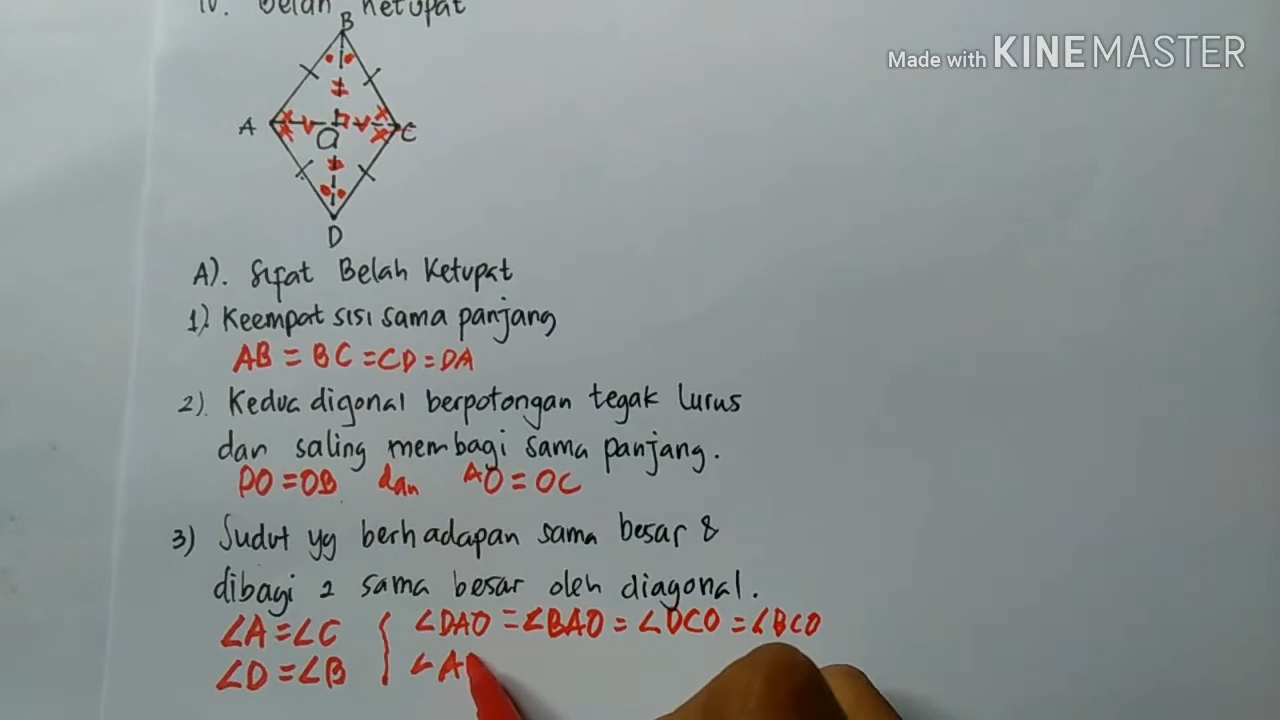 IV. Belah Ketupat
Made with KINEMASTER
B
A
C
O
D
A). Sifat Belah Ketupat
1). Keempat sisi sama panjang
AB = BC = CD = DA
2). Kedua digonal berpotongan tegak lurus
dan saling membagi sama panjang.
DO = OB dan AO = OC
3) Sudut yg berhadapan sama besar &
dibagi 2 sama besar oleh diagonal.
∠A = ∠C { ∠DAO = ∠BAO = ∠DCO = ∠BCO
∠D = ∠B ∠A